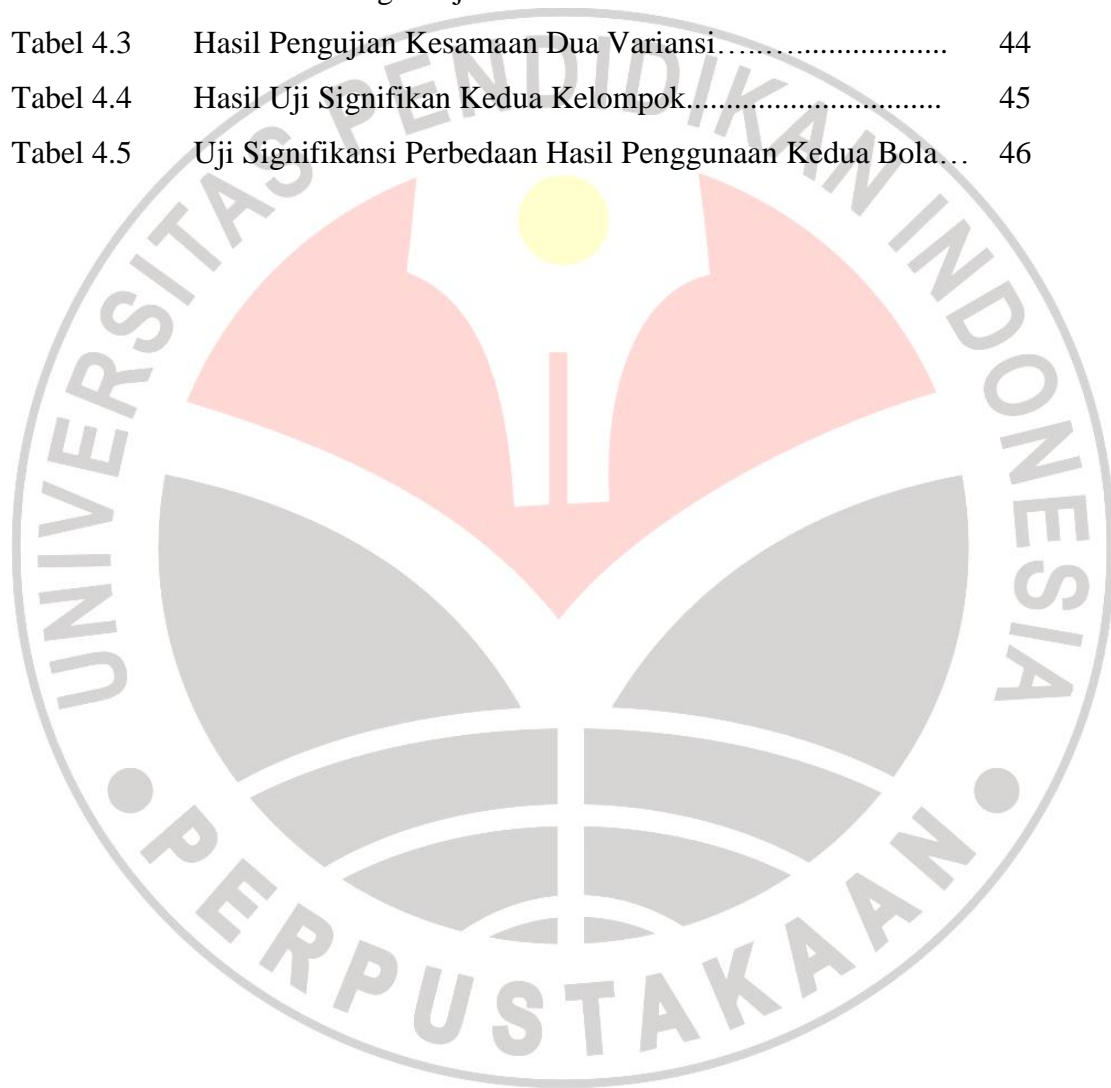 Tabel 4.3 Hasil Pengujian Kesamaan Dua Variansi…..….................. 44
Tabel 4.4 Hasil Uji Signifikan Kedua Kelompok................................ 45
Tabel 4.5 Uji Signifikansi Perbedaan Hasil Penggunaan Kedua Bola… 46
UNIVERSITAS PENDIDIKAN INDONESIA
PERPUSTAKAAN